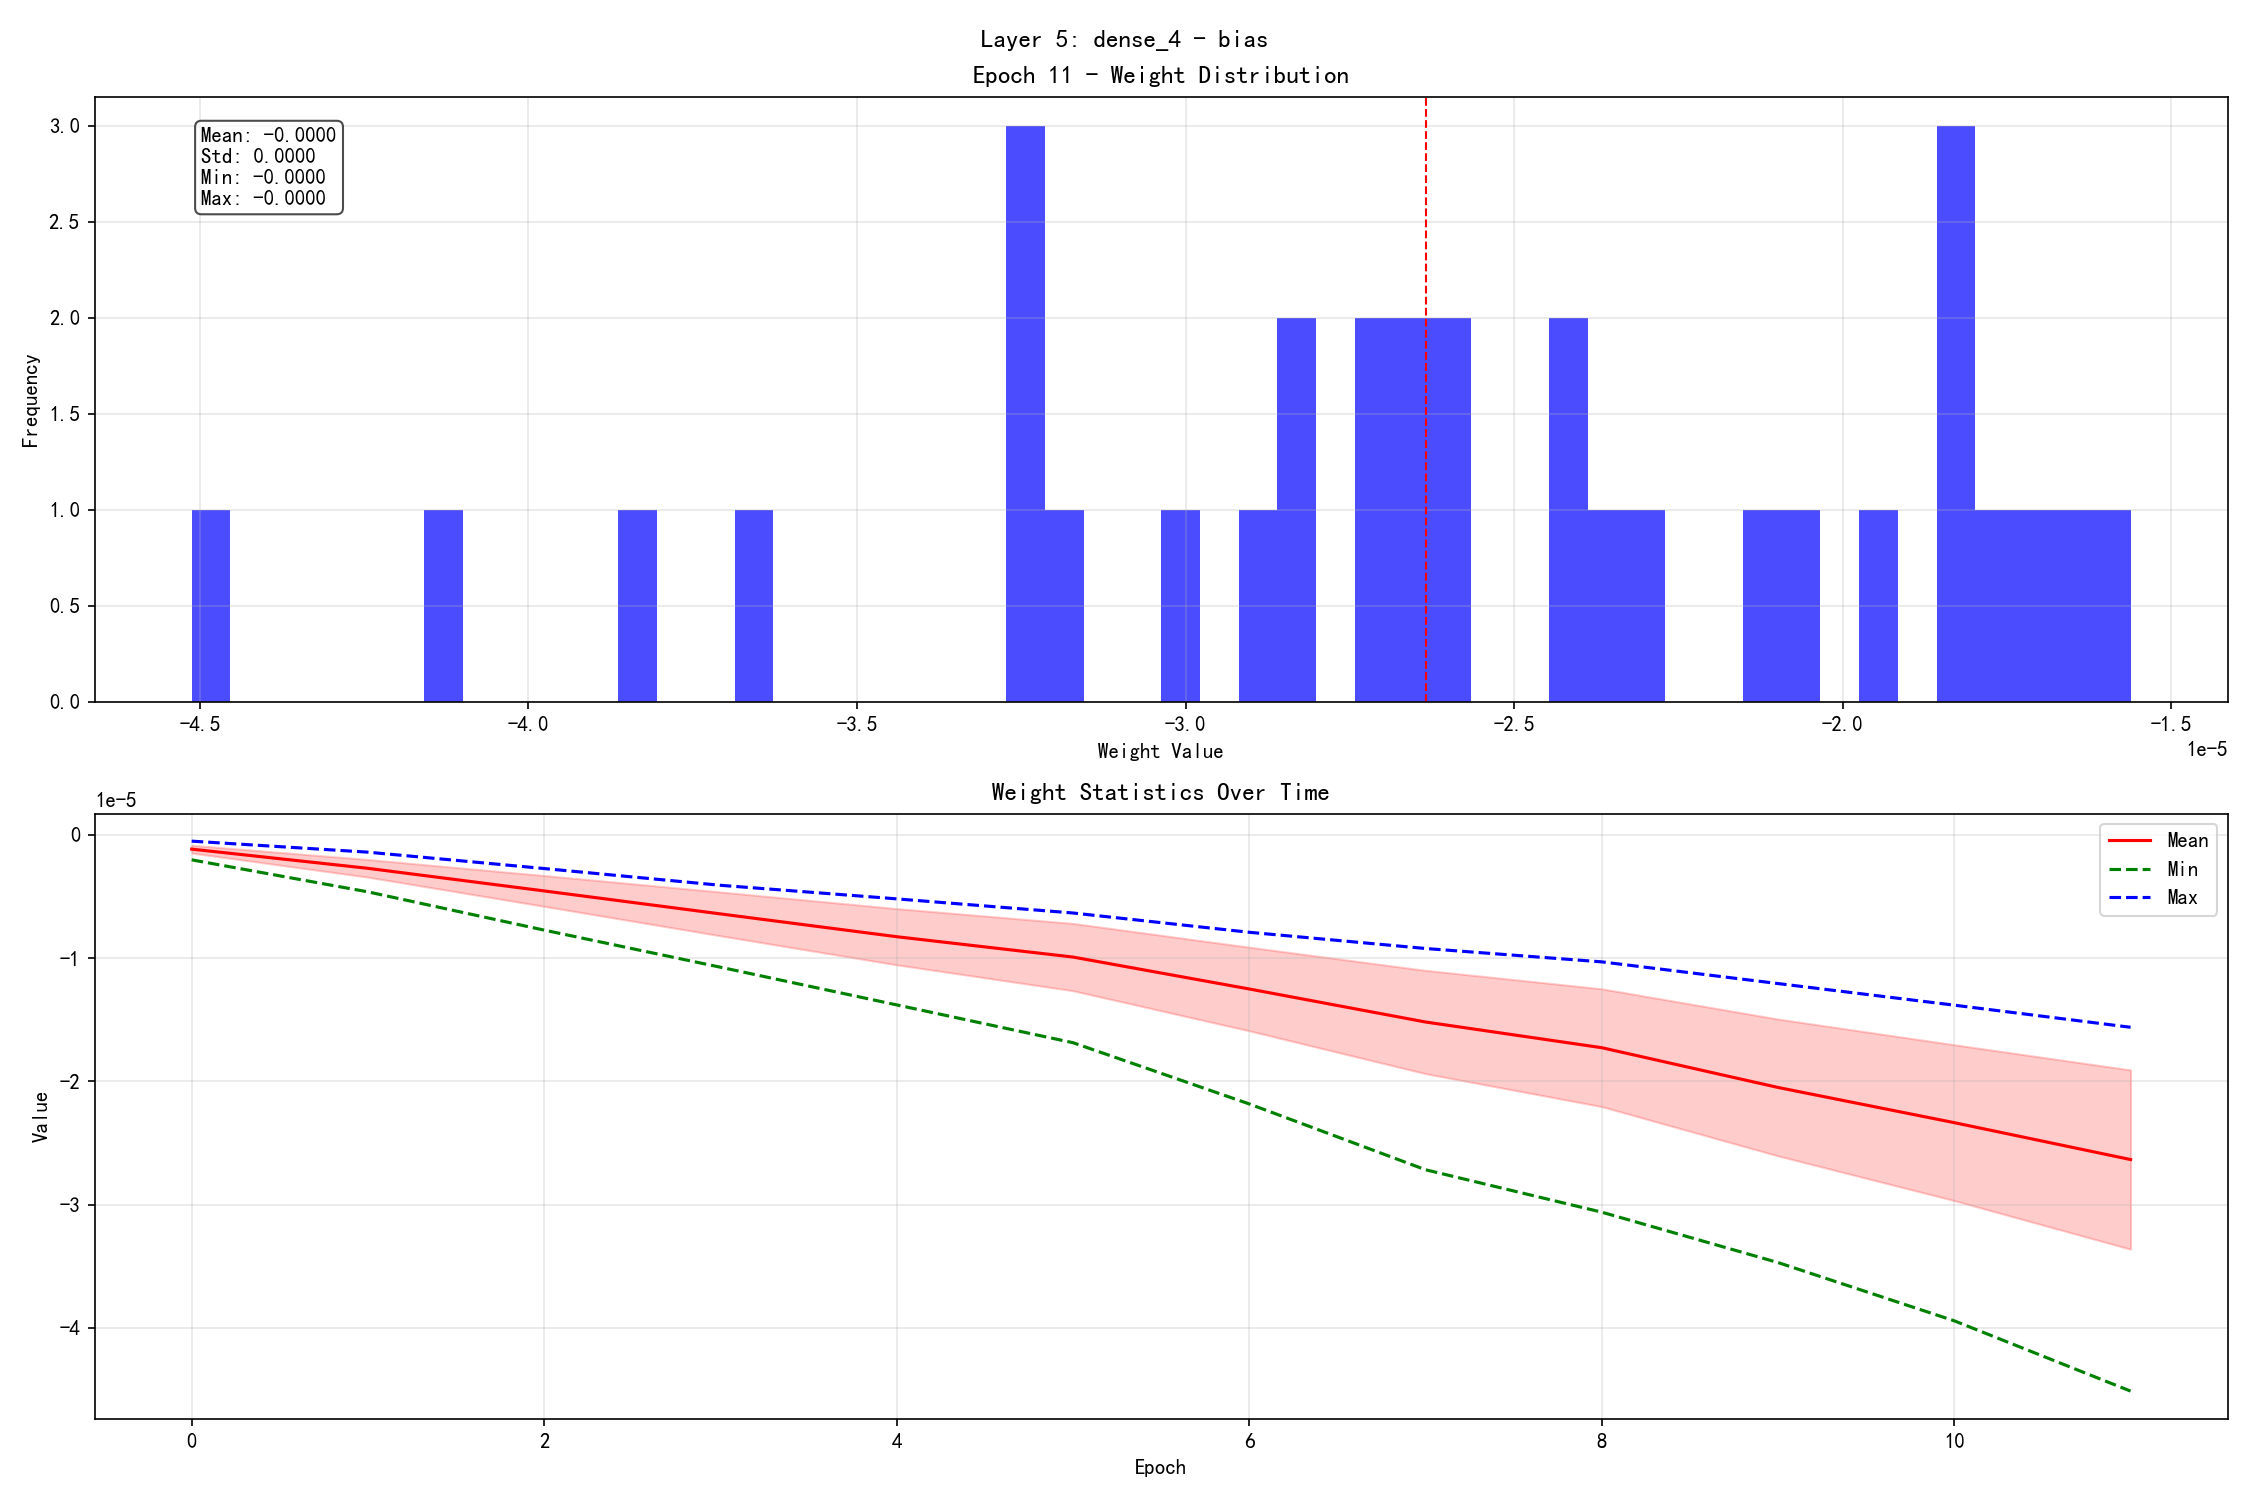 Layer 5: dense_4 - bias
Epoch 11 - Weight Distribution
3.0
2.5
2.0
1.5
1.0
0.5
0.0
Frequency
Mean: -0.0000
Std: 0.0000
Min: -0.0000
Max: -0.0000
-4.5 -4.0 -3.5 -3.0 -2.5 -2.0 -1.5
1e-5
Weight Value
Weight Statistics Over Time
1e-5
0
-1
-2
-3
-4
Value
Mean
Min
Max
0 2 4 6 8 10
Epoch